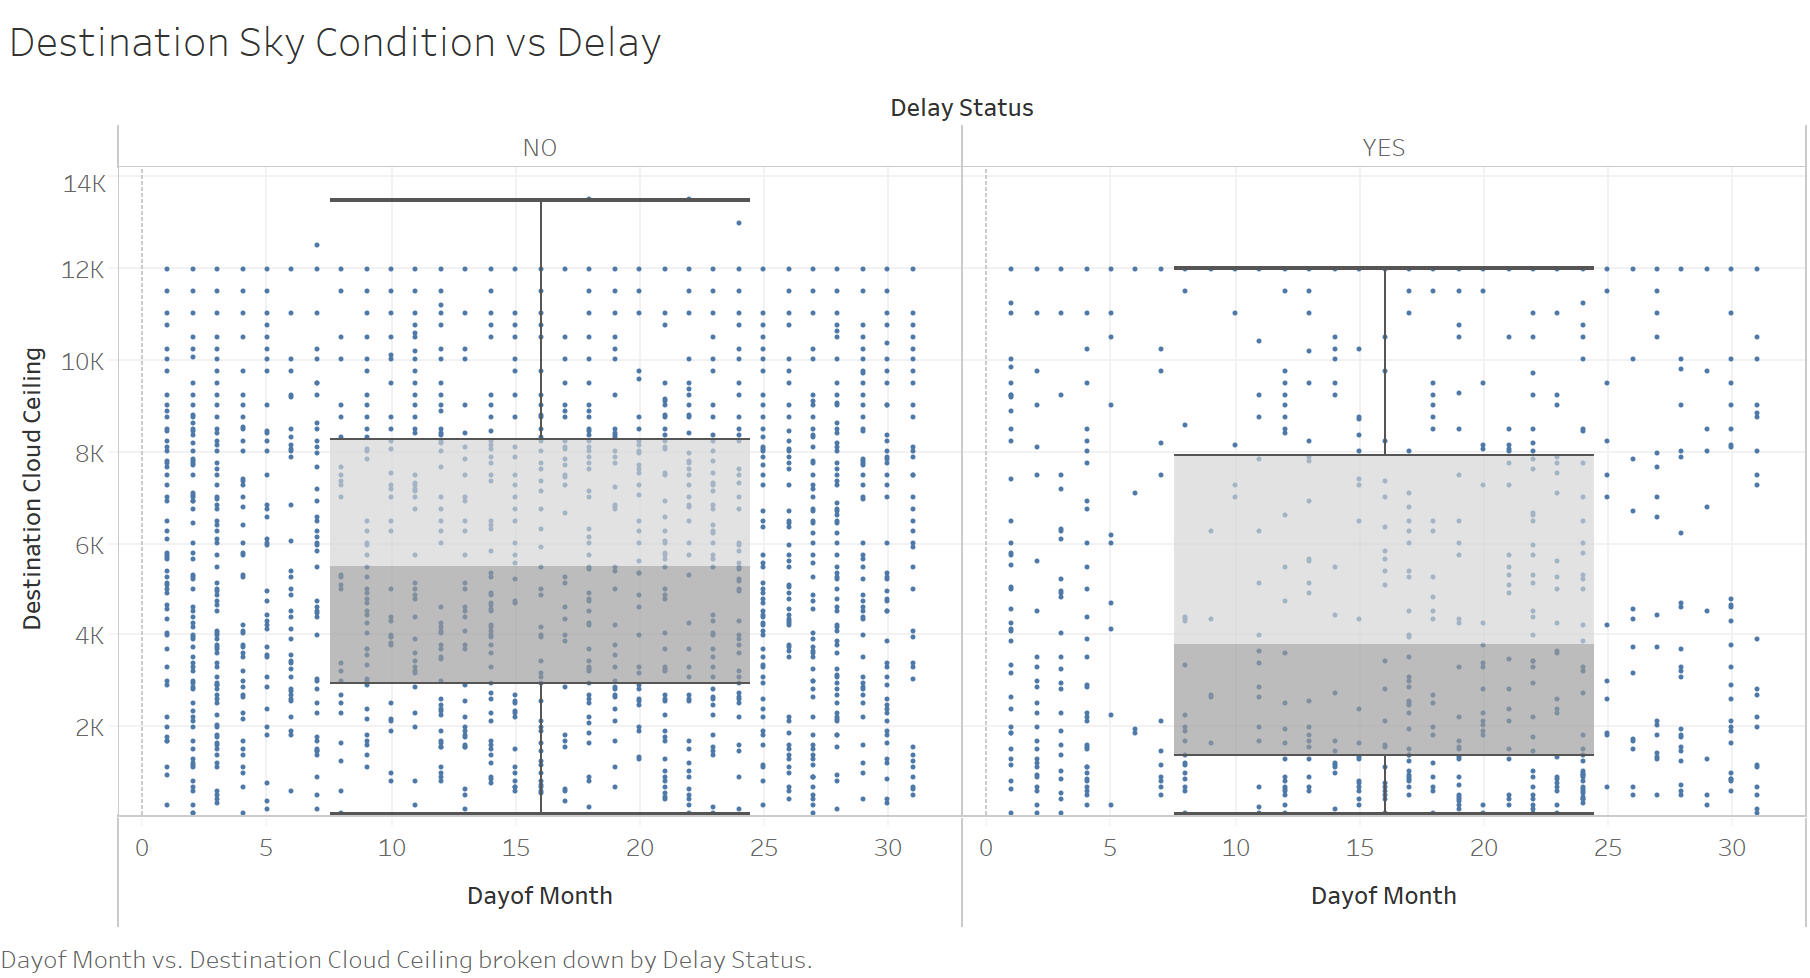 Destination Sky Condition vs Delay
Delay Status
NO YES
Destination Cloud Ceiling
14K
12K
10K
8K
6K
4K
2K
0 5 10 15 20 25 30 0 5 10 15 20 25 30
Dayof Month Dayof Month
Dayof Month vs. Destination Cloud Ceiling broken down by Delay Status.